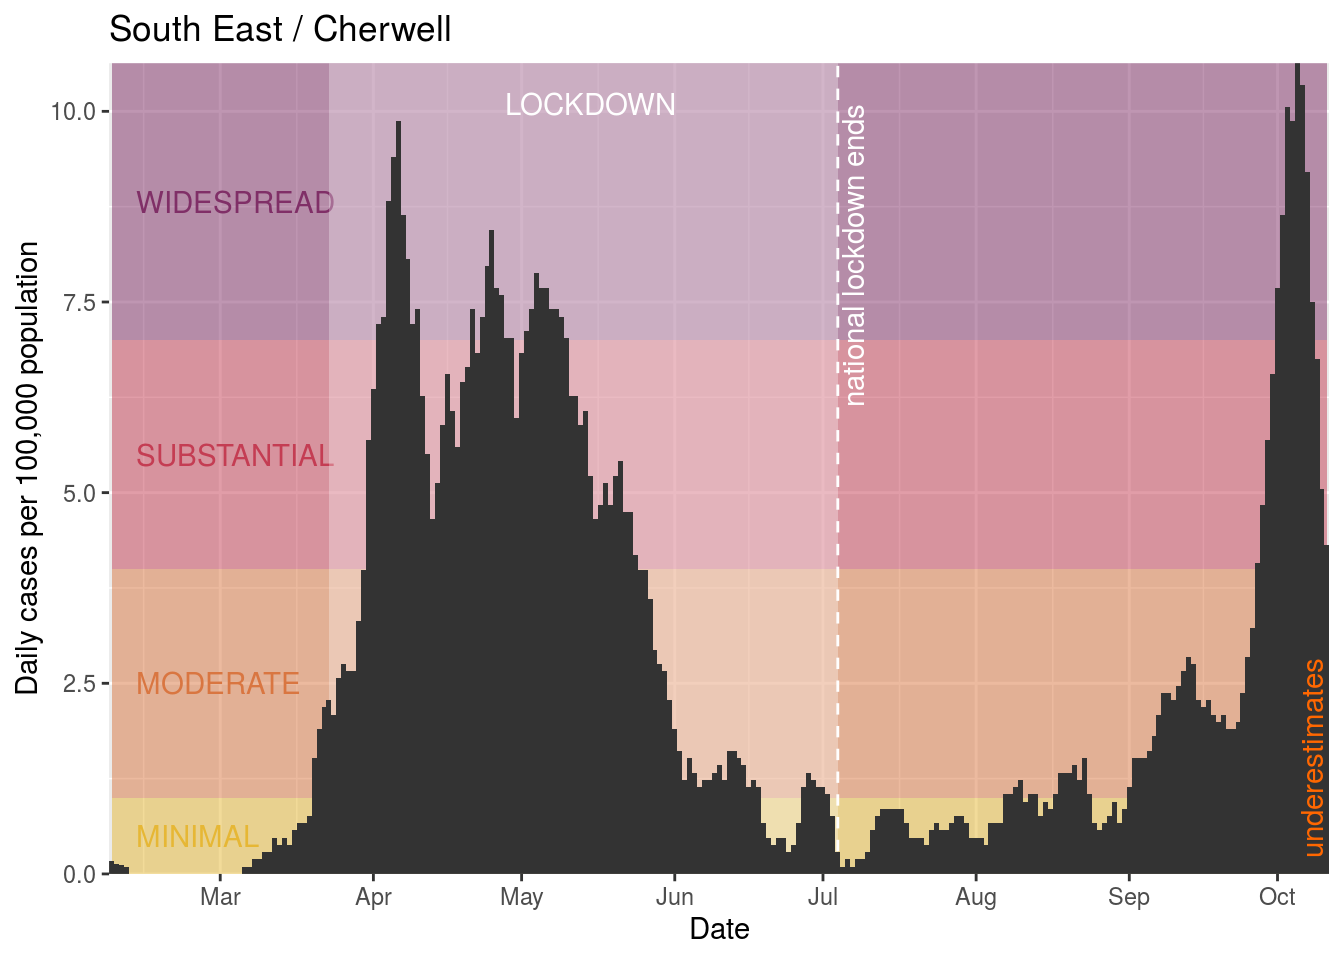 South East / Cherwell
LOCKDOWN
national lockdown ends
WIDESPREAD
SUBSTANTIAL
MODERATE
MINIMAL
underestimates
Daily cases per 100,000 population
10.0
7.5
5.0
2.5
0.0
Mar Apr May Jun Jul Aug Sep Oct
Date